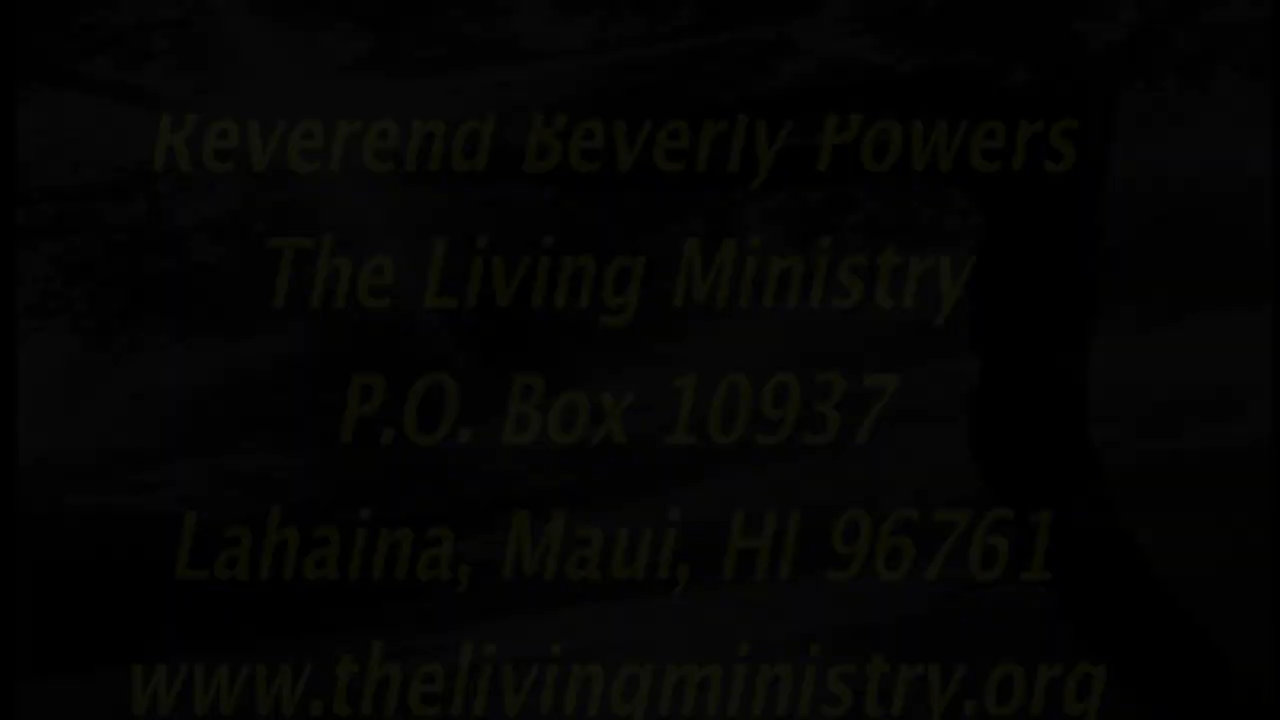 Reverend Beverly Powers
The Living Ministry
P.O. Box 10937
Lahaina, Maui, HI 96761
www.thelivingministry.org